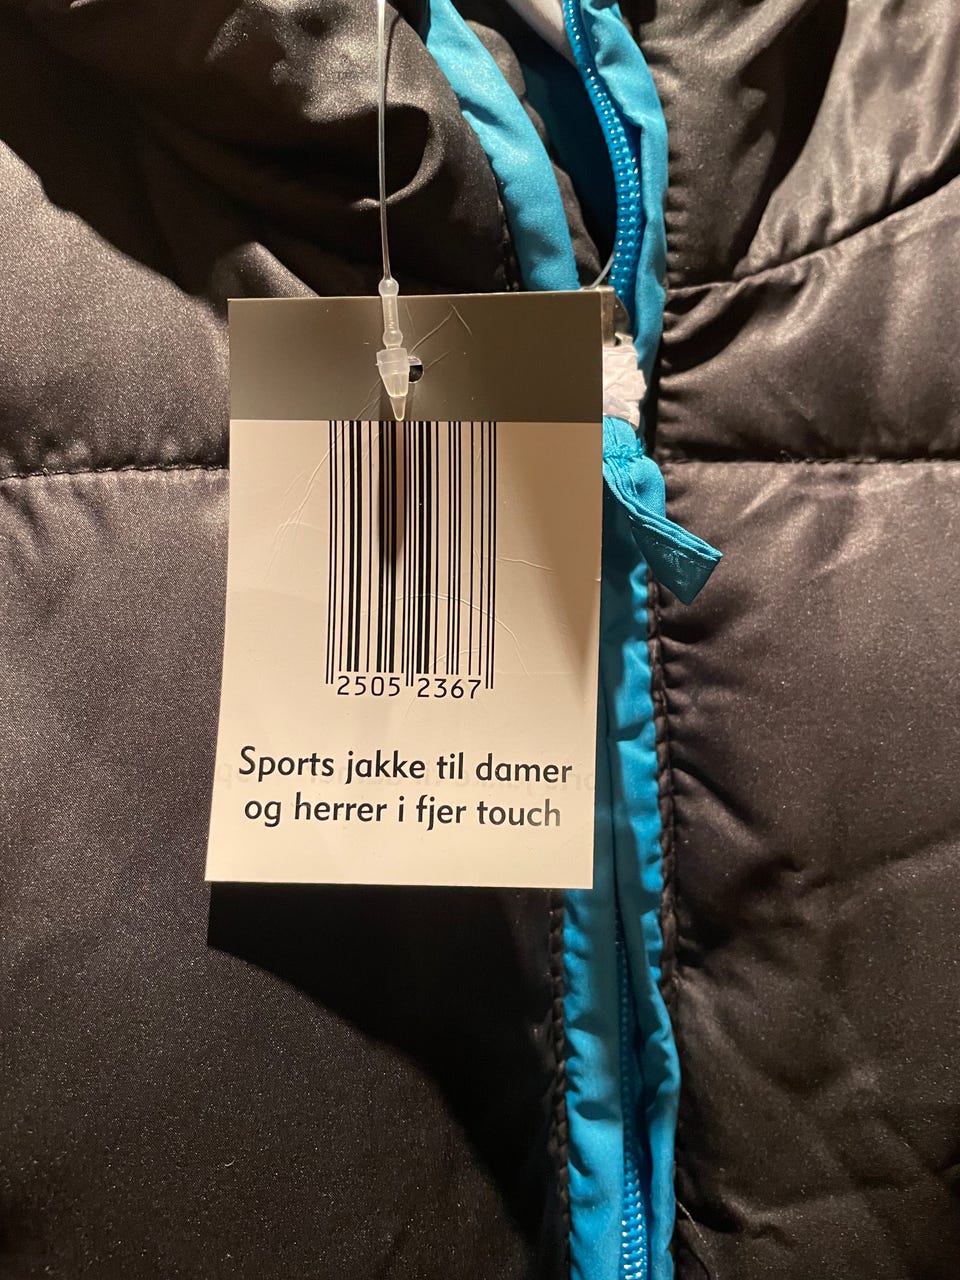 2505 2367
Sports jakke til damer
og herrer i fjer touch